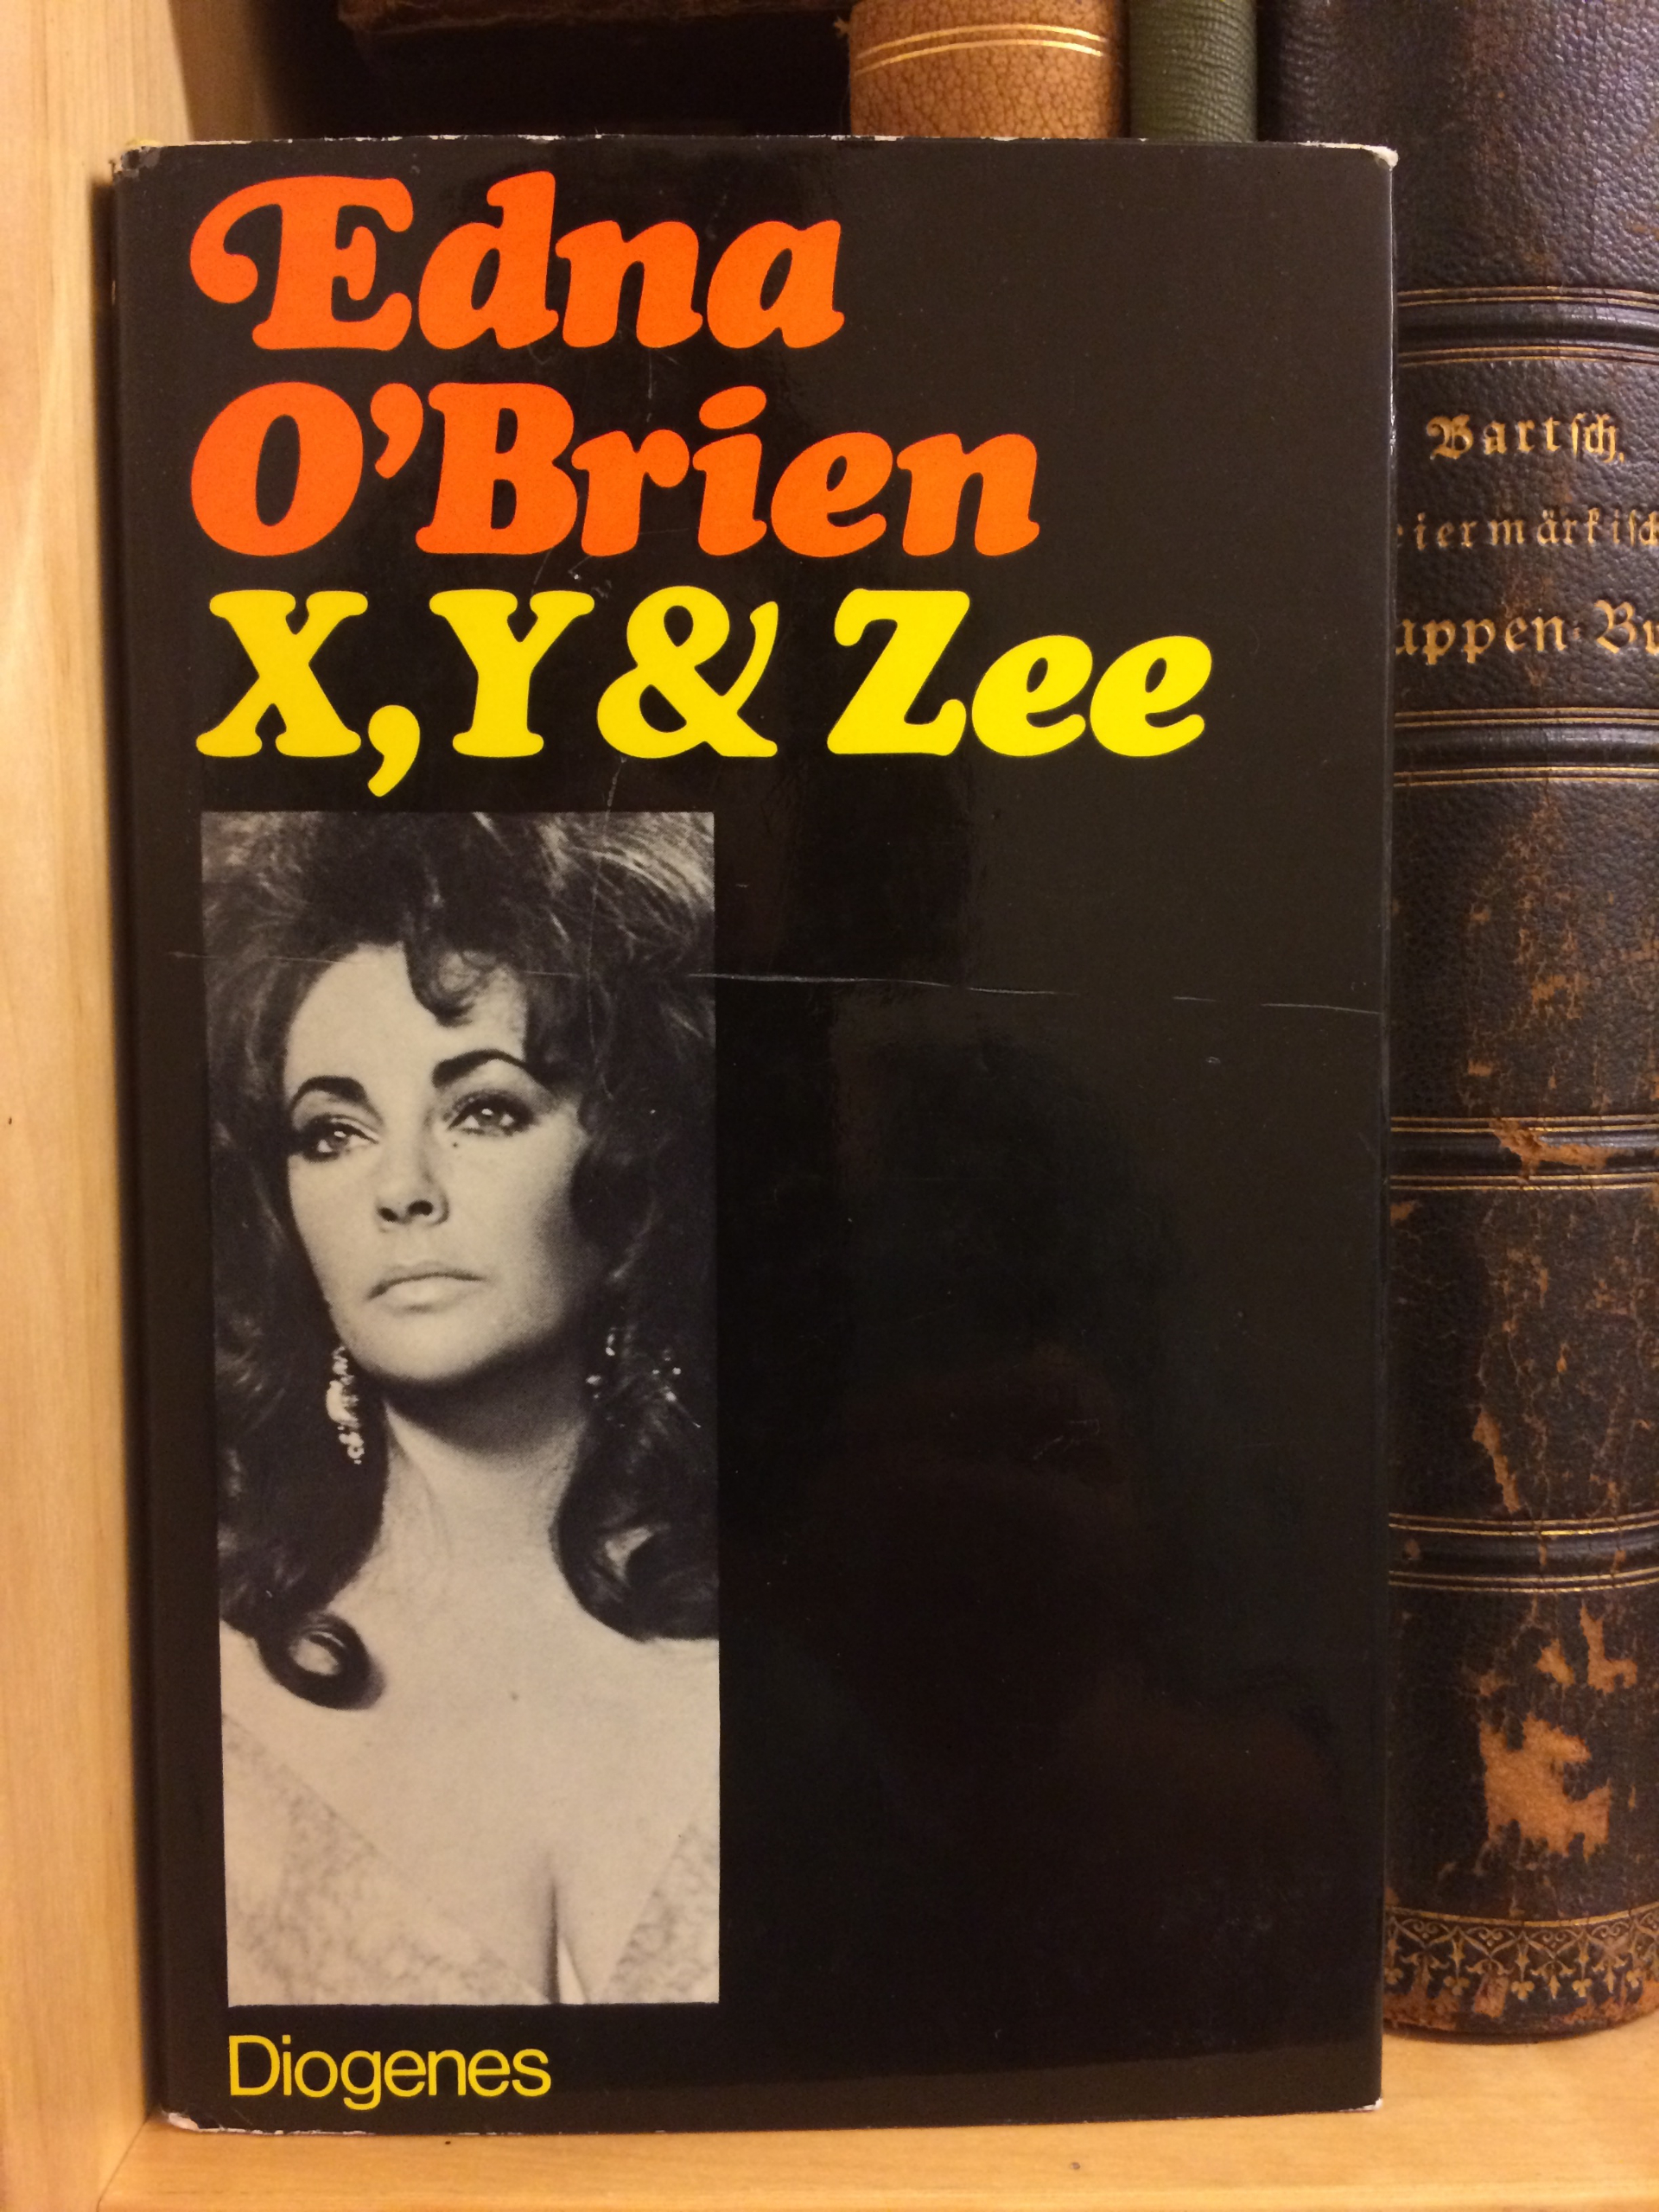 Edna
O'Brien
X, Y & Zee
Diogenes
Bartſch,